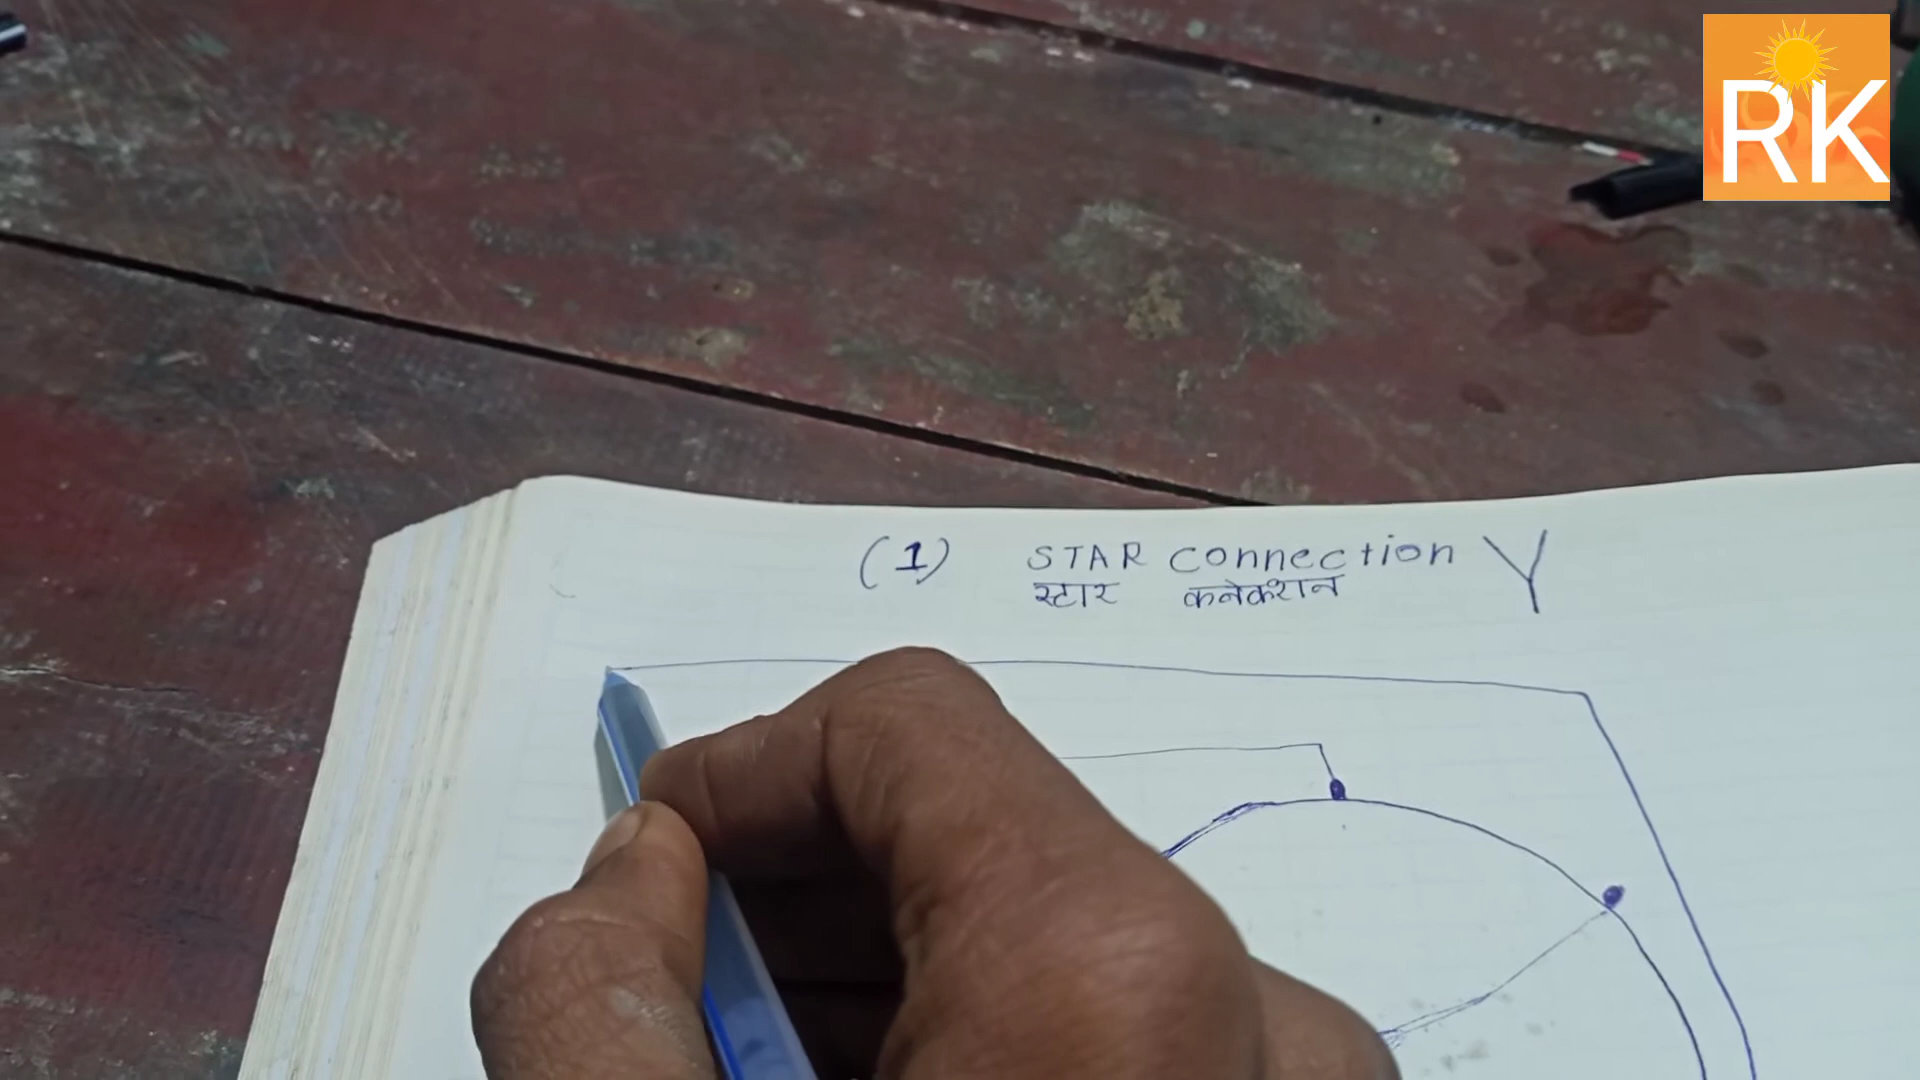 RK
(1) STAR connection Y
स्टार कनेक्शन